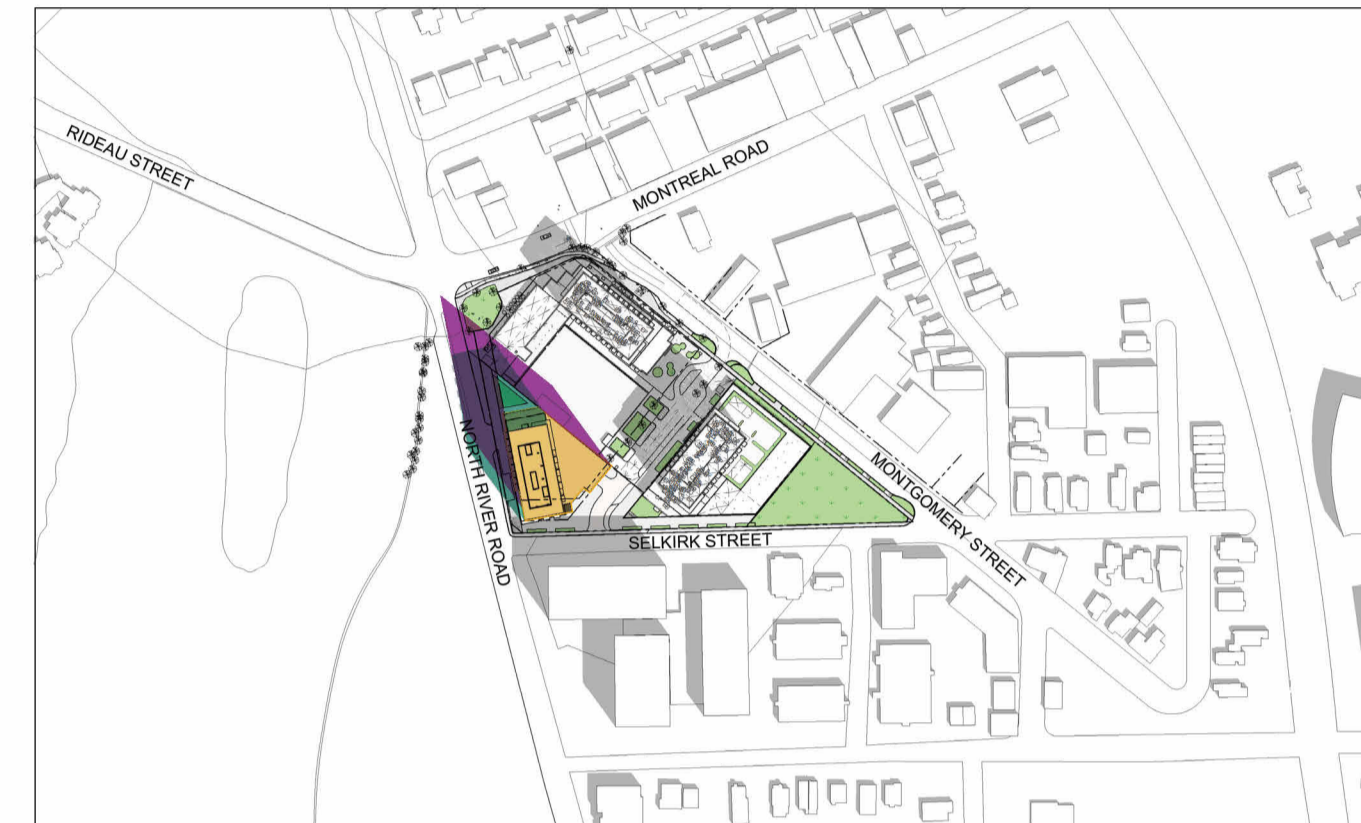 RIDEAU STREET
MONTREAL ROAD
NORTH RIVER ROAD
MONTGOMERY STREET
SELKIRK STREET